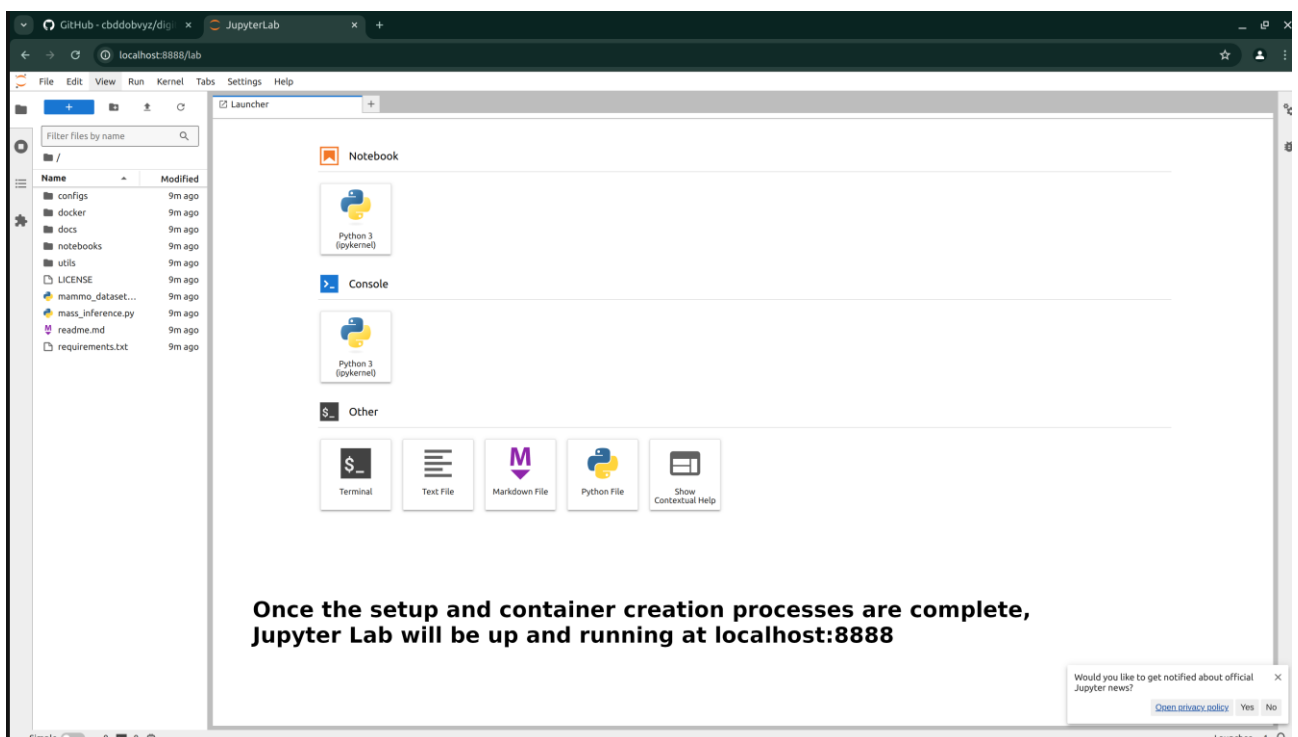 GitHub - cbddobvyz/digi
JupyterLab
localhost:8888/lab
File Edit View Run Kernel Tabs Settings Help
Launcher
Filter files by name
/
Name Modified
configs 9m ago
docker 9m ago
docs 9m ago
notebooks 9m ago
utils 9m ago
LICENSE 9m ago
mammo_dataset... 9m ago
mass_inference.py 9m ago
readme.md 9m ago
requirements.txt 9m ago
Notebook
Python 3
(ipykernel)
Console
Python 3
(ipykernel)
$_ Other
$_
M
Terminal Text File Markdown File Python File Show
Contextual Help
Once the setup and container creation processes are complete,
Jupyter Lab will be up and running at localhost:8888
Would you like to get notified about official
Jupyter news?
Open privacy policy Yes No